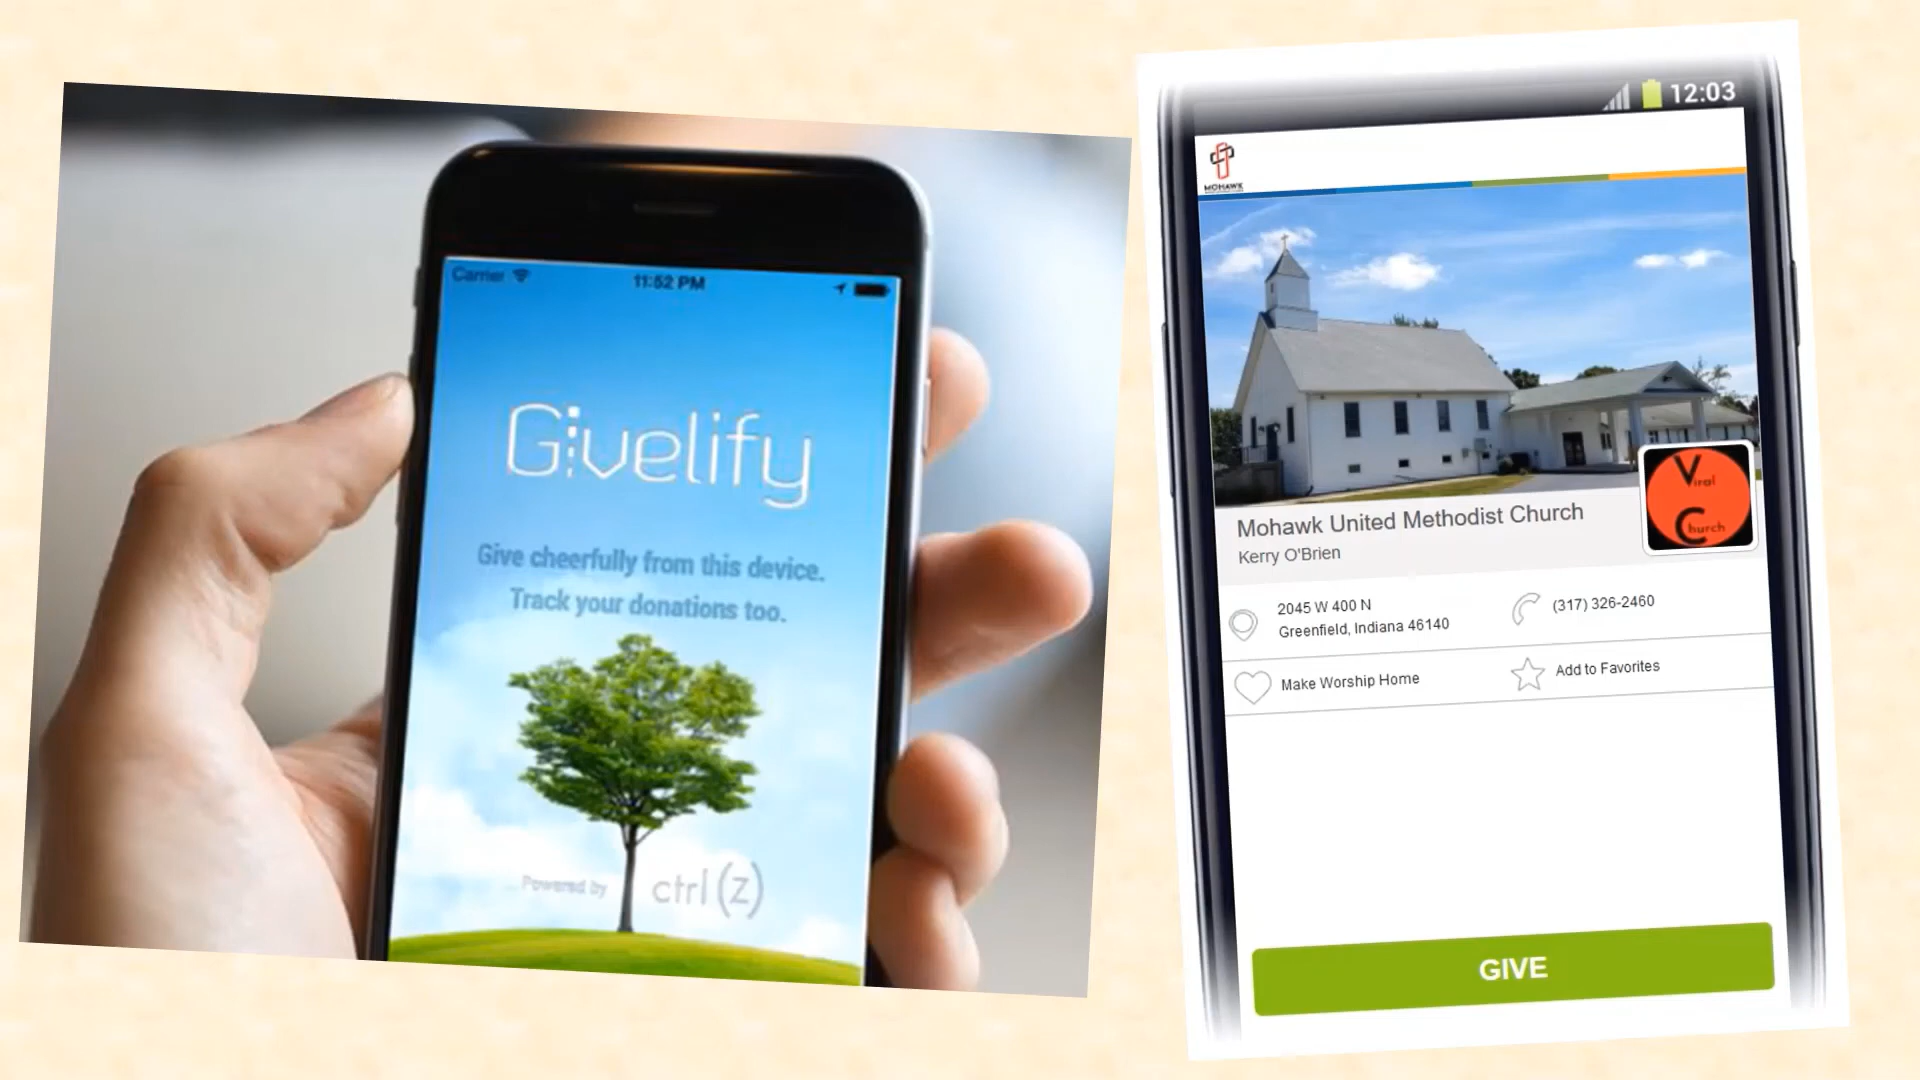 Carrier
11:52 PM
Givelify
Give cheerfully from this device.
Track your donations too.
Powered by ctrl(z)
12:03
MOHAWK
Viral
Church
Mohawk United Methodist Church
Kerry O'Brien
2045 W 400 N
Greenfield, Indiana 46140
(317) 326-2460
Make Worship Home
Add to Favorites
GIVE